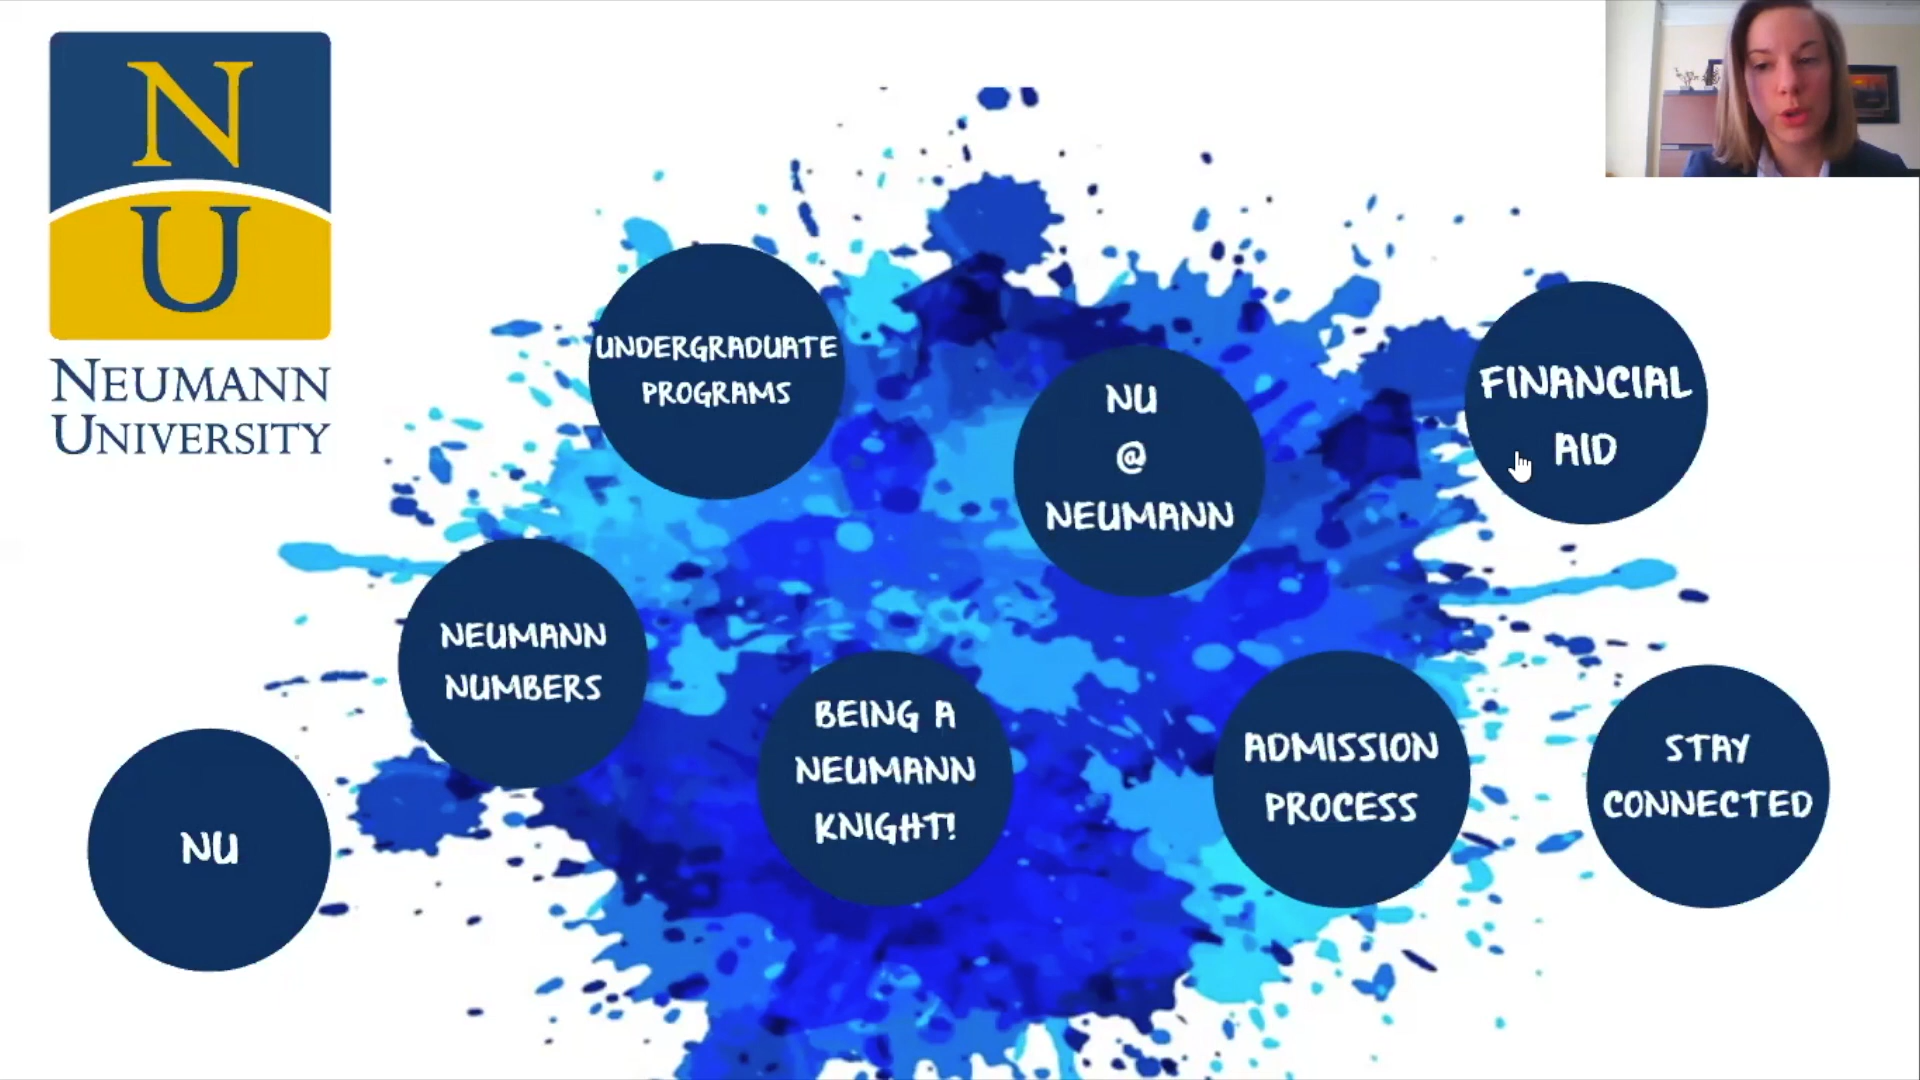 N
U
NEUMANN
UNIVERSITY
UNDERGRADUATE
PROGRAMS
NU
@
NEUMANN
FINANCIAL
AID
NEUMANN
NUMBERS
BEING A
NEUMANN
KNIGHT!
ADMISSION
PROCESS
STAY
CONNECTED
NU